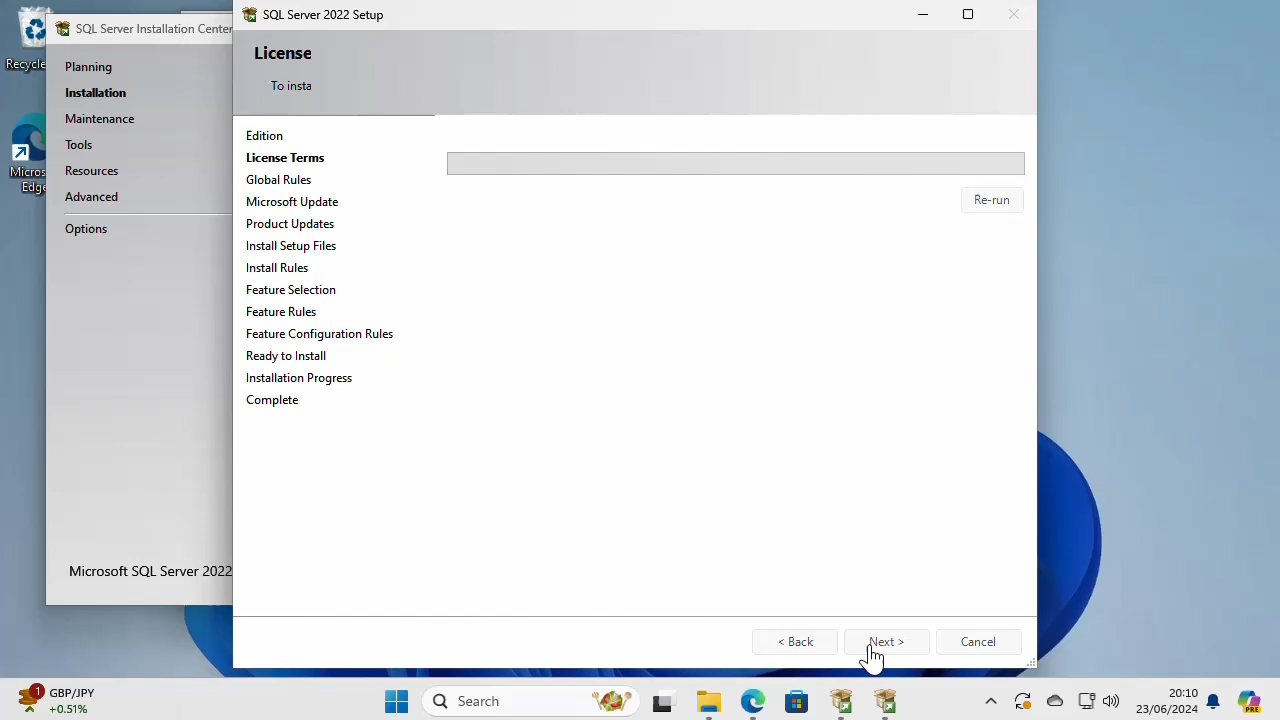 Recycle
Micros
Edge
SQL Server Installation Center
Planning
Installation
Maintenance
Tools
Resources
Advanced
Options
Microsoft SQL Server 2022
SQL Server 2022 Setup
License
To insta
Edition
License Terms
Global Rules
Microsoft Update
Product Updates
Install Setup Files
Install Rules
Feature Selection
Feature Rules
Feature Configuration Rules
Ready to Install
Installation Progress
Complete
Re-run
< Back
Next >
Cancel
1
GBP/JPY
+0.51%
Search
20:10
23/06/2024
PRE